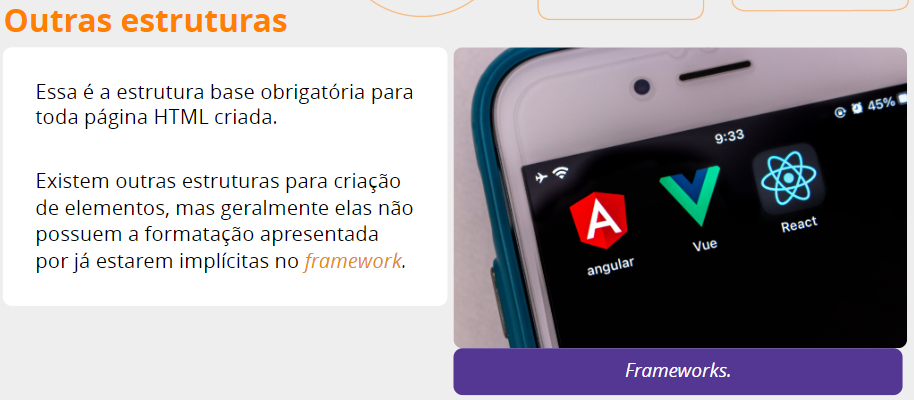 Outras estruturas
Essa é a estrutura base obrigatória para
toda página HTML criada.
Existem outras estruturas para criação
de elementos, mas geralmente elas não
possuem a formatação apresentada
por já estarem implícitas no framework.
9:33
45%
A
angular
Vue
React
Frameworks.